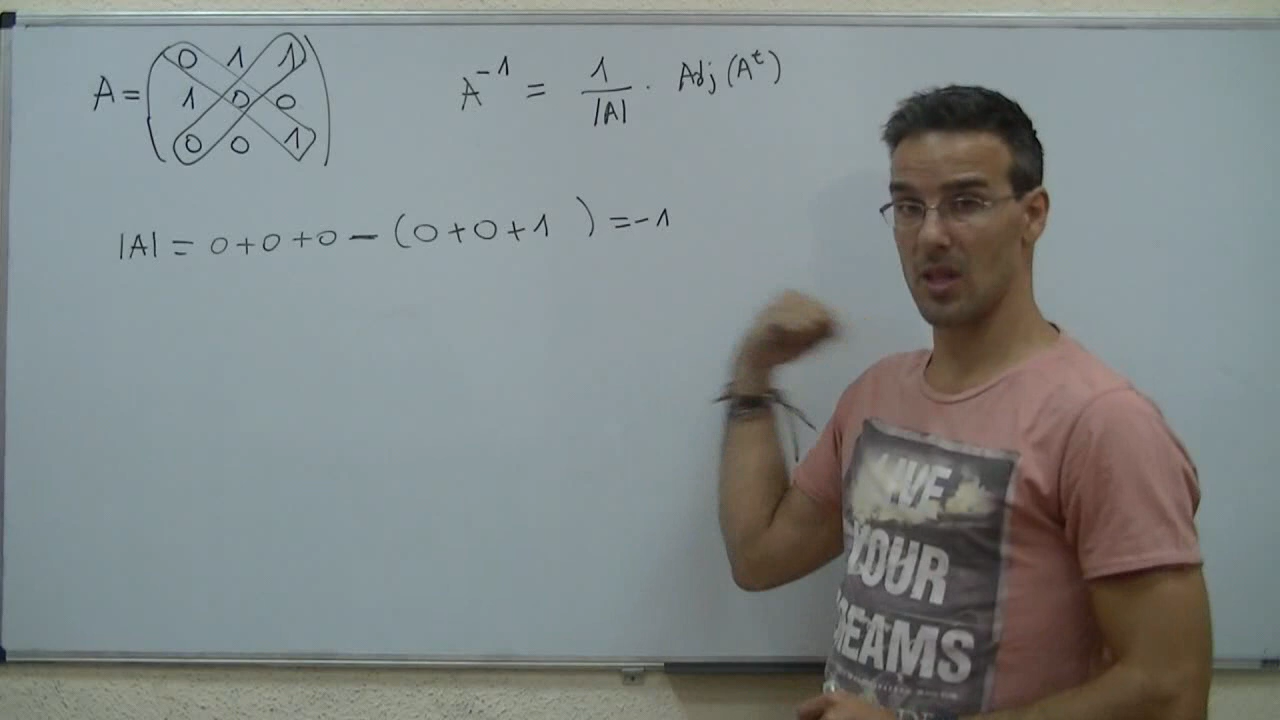 A = ( 0 1 1
1 0 0
0 0 1 )
A⁻¹ = 1/|A| · Adj(Aᵗ)
|A| = 0+0+0 − (0+0+1 ) = −1
LIVE
YOUR
DREAMS